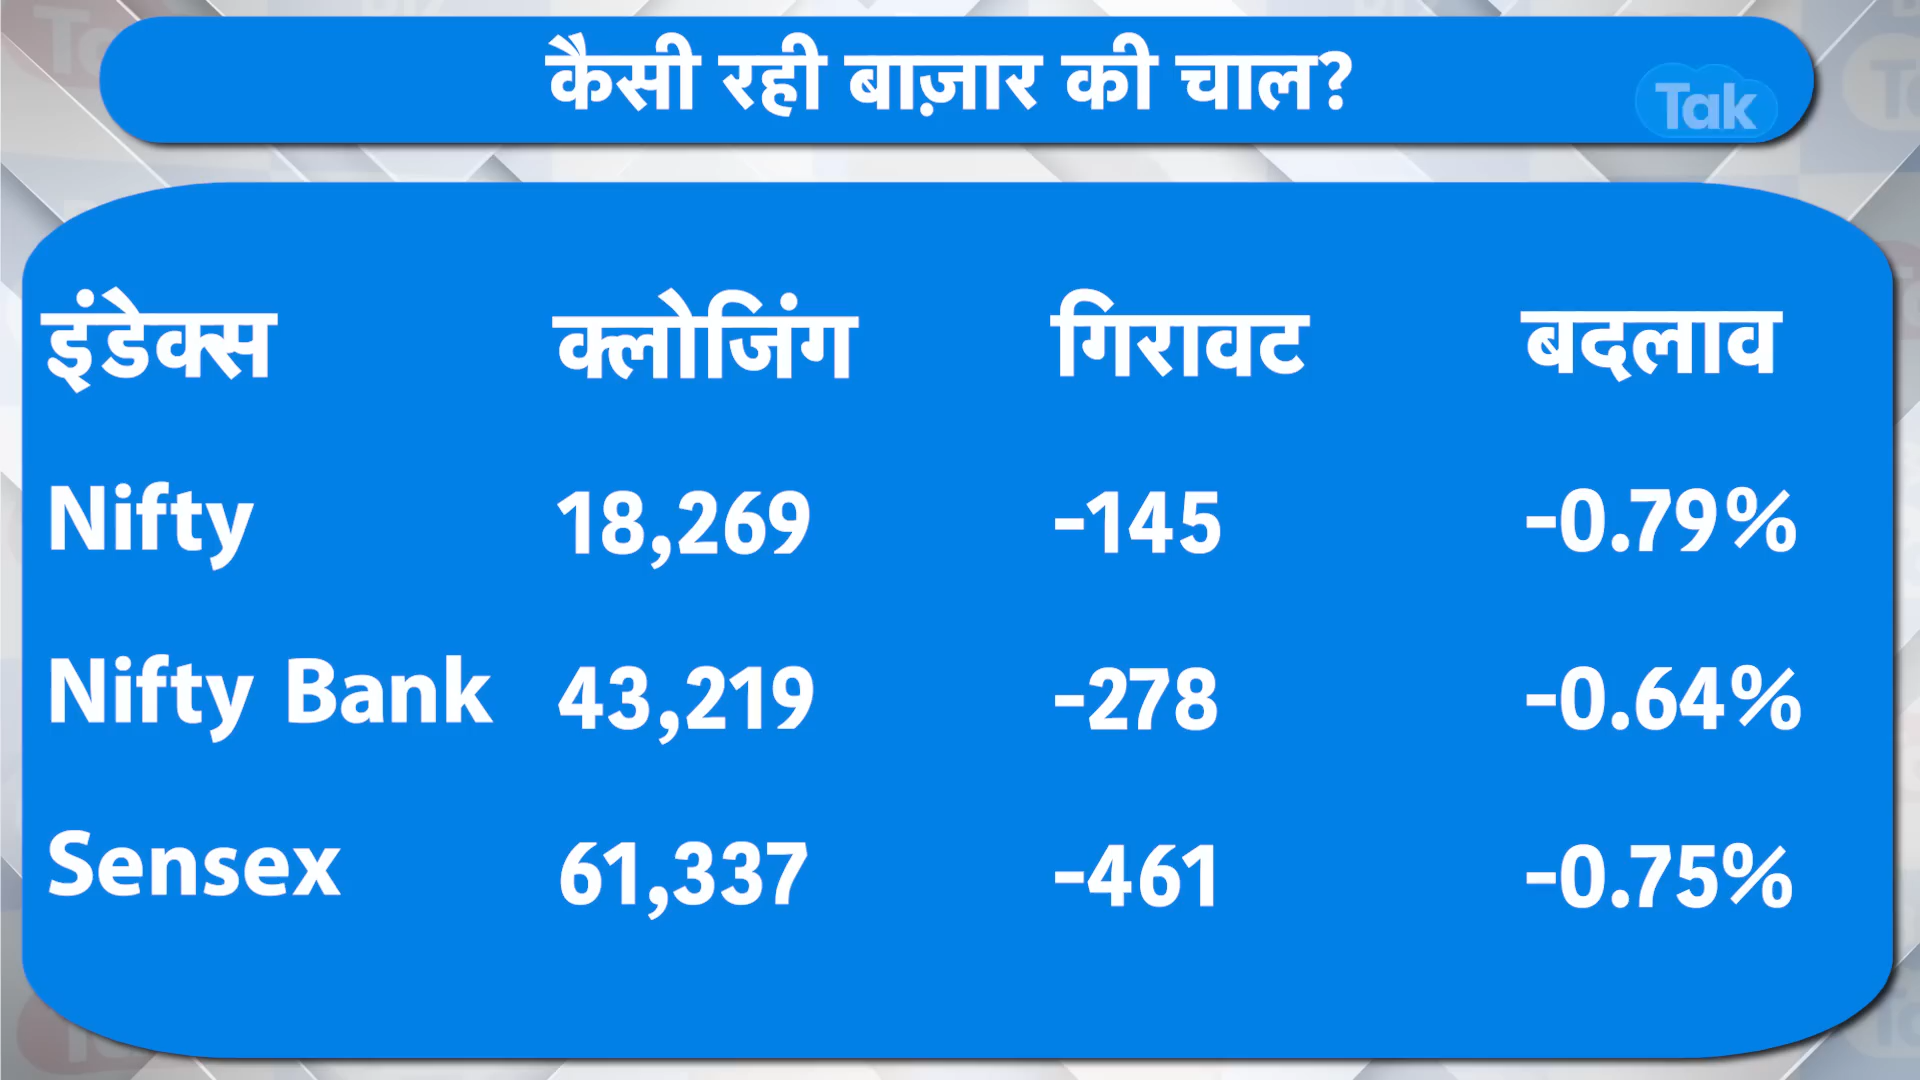 कैसी रही बाज़ार की चाल?
Tak
इंडेक्स क्लोजिंग गिरावट बदलाव
Nifty 18,269 -145 -0.79%
Nifty Bank 43,219 -278 -0.64%
Sensex 61,337 -461 -0.75%